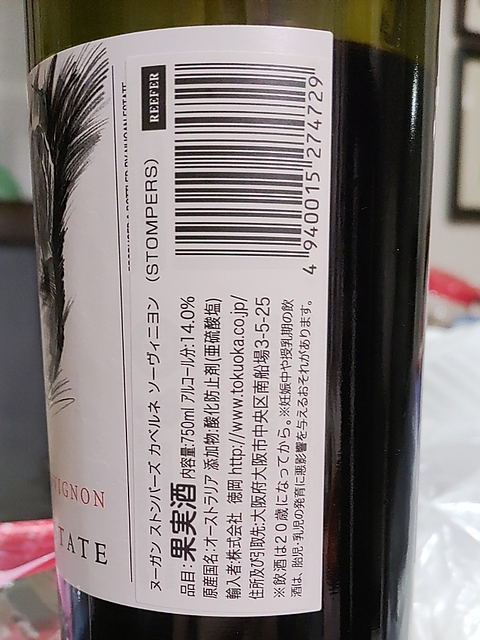 REEFER
4 940015 274729
ヌーガン ストンパーズ カベルネ ソーヴィニヨン (STOMPERS)
品目:果実酒 内容量:750ml アルコール分:14.0%
原産国名:オーストラリア 添加物:酸化防止剤(亜硫酸塩)
輸入者:株式会社 徳岡 http://www.tokuoka.co.jp/
住所及び引取先:大阪府大阪市中央区南船場3-5-25
※飲酒は20歳になってから。※妊娠中や授乳期の飲
酒は、胎児・乳児の発育に悪影響を与えるおそれがあります。
VIGNON
TATE